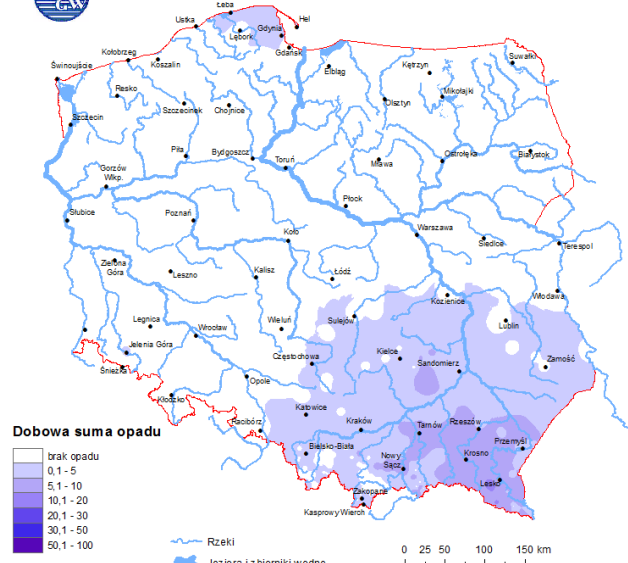 GW
Łeba
Ustka
Hel
Lębork
Gdynia
Gdańsk
Kołobrzeg
Koszalin
Świnoujście
Resko
Szczecinek
Chojnice
Szczecin
Elbląg
Kętrzyn
Suwałki
Mikołajki
Olsztyn
Piła
Bydgoszcz
Toruń
Mława
Ostrołęka
Białystok
Gorzów
Wlkp.
Słubice
Poznań
Płock
Koło
Warszawa
Siedlce
Terespol
Zielona
Góra
Leszno
Kalisz
Łódź
Kozienice
Włodawa
Legnica
Wrocław
Wieluń
Sulejów
Lublin
Jelenia Góra
Śnieżka
Częstochowa
Kielce
Sandomierz
Zamość
Kłodzko
Opole
Katowice
Racibórz
Kraków
Tarnów
Rzeszów
Przemyśl
Bielsko-Biała
Nowy
Sącz
Krosno
Lesko
Zakopane
Kasprowy Wierch
Dobowa suma opadu
brak opadu
0,1 - 5
5,1 - 10
10,1 - 20
20,1 - 30
30,1 - 50
50,1 - 100
Rzeki
Jeziora i zbiorniki wodne
0 25 50 100 150 km